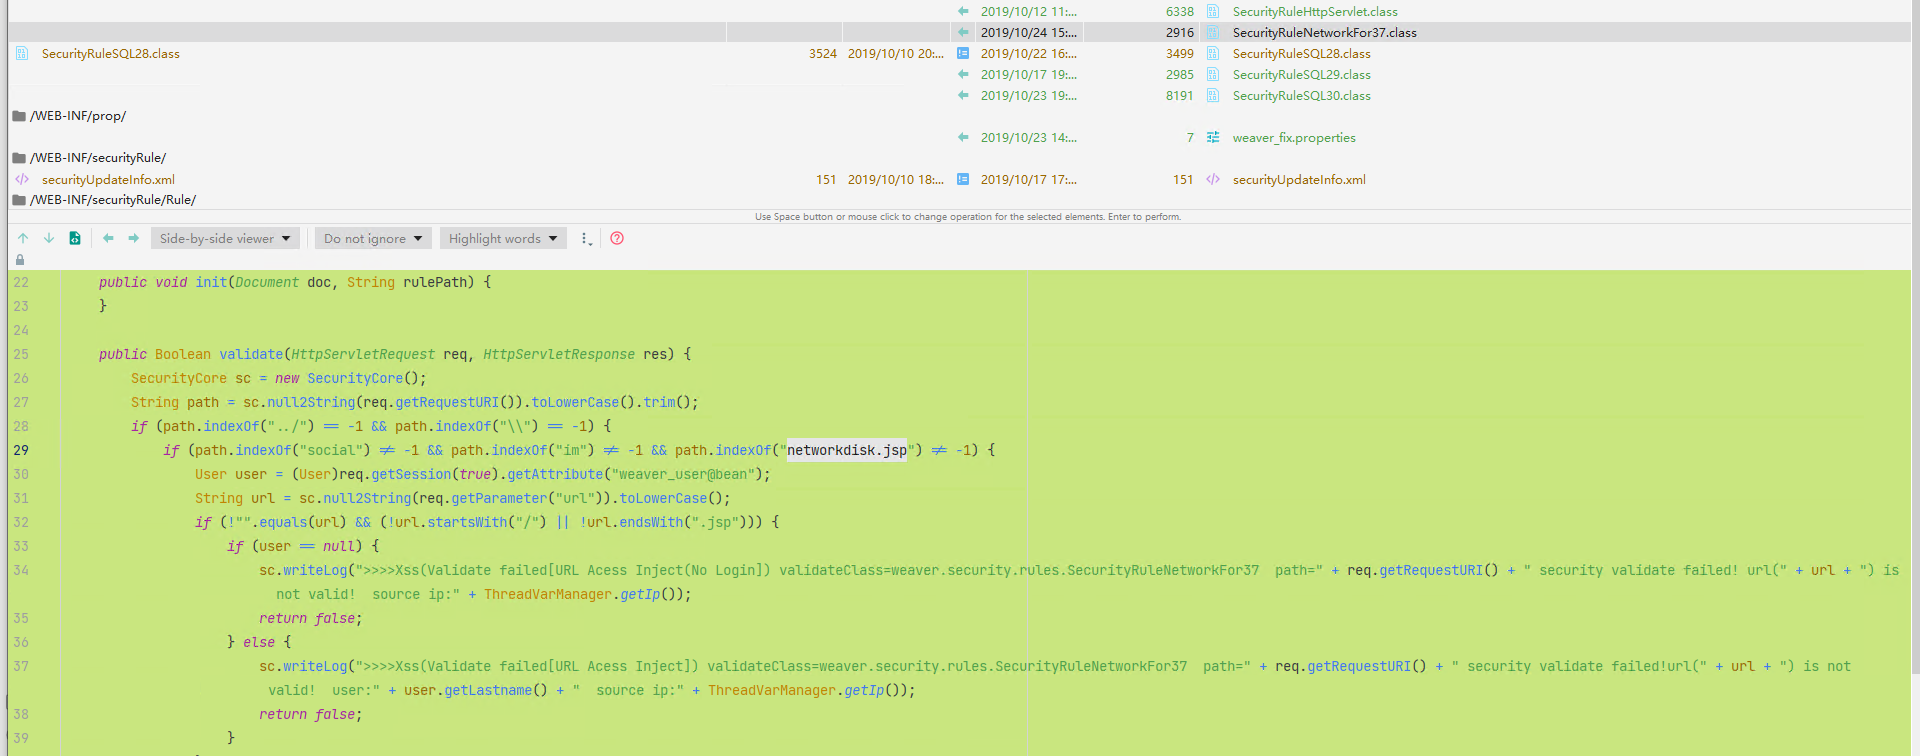 2019/10/12 11:... 6338 SecurityRuleHttpServlet.class
2019/10/24 15:... 2916 SecurityRuleNetworkFor37.class
SecurityRuleSQL28.class 3524 2019/10/10 20:... != 2019/10/22 16:... 3499 SecurityRuleSQL28.class
2019/10/17 19:... 2985 SecurityRuleSQL29.class
2019/10/23 19:... 8191 SecurityRuleSQL30.class
/WEB-INF/prop/
2019/10/23 14:... 7 weaver_fix.properties
/WEB-INF/securityRule/
securityUpdateInfo.xml 151 2019/10/10 18:... != 2019/10/17 17:... 151 securityUpdateInfo.xml
/WEB-INF/securityRule/Rule/
Use Space button or mouse click to change operation for the selected elements. Enter to perform.
Side-by-side viewer Do not ignore Highlight words ?
22 public void init(Document doc, String rulePath) {
23 }
24
25 public Boolean validate(HttpServletRequest req, HttpServletResponse res) {
26 SecurityCore sc = new SecurityCore();
27 String path = sc.null2String(req.getRequestURI()).toLowerCase().trim();
28 if (path.indexOf("../") == -1 && path.indexOf("\\") == -1) {
29 if (path.indexOf("social") ≠ -1 && path.indexOf("im") ≠ -1 && path.indexOf("networkdisk.jsp") ≠ -1) {
30 User user = (User)req.getSession(true).getAttribute("weaver_user@bean");
31 String url = sc.null2String(req.getParameter("url")).toLowerCase();
32 if (!"".equals(url) && (!url.startsWith("/") || !url.endsWith(".jsp"))) {
33 if (user == null) {
34 sc.writeLog(">>>>Xss(Validate failed[URL Acess Inject(No Login]) validateClass=weaver.security.rules.SecurityRuleNetworkFor37  path=" + req.getRequestURI() + " security validate failed! url(" + url + ") is
not valid!  source ip:" + ThreadVarManager.getIp());
35 return false;
36 } else {
37 sc.writeLog(">>>>Xss(Validate failed[URL Acess Inject]) validateClass=weaver.security.rules.SecurityRuleNetworkFor37  path=" + req.getRequestURI() + " security validate failed!url(" + url + ") is not
valid!  user:" + user.getLastname() + "  source ip:" + ThreadVarManager.getIp());
38 return false;
39 }